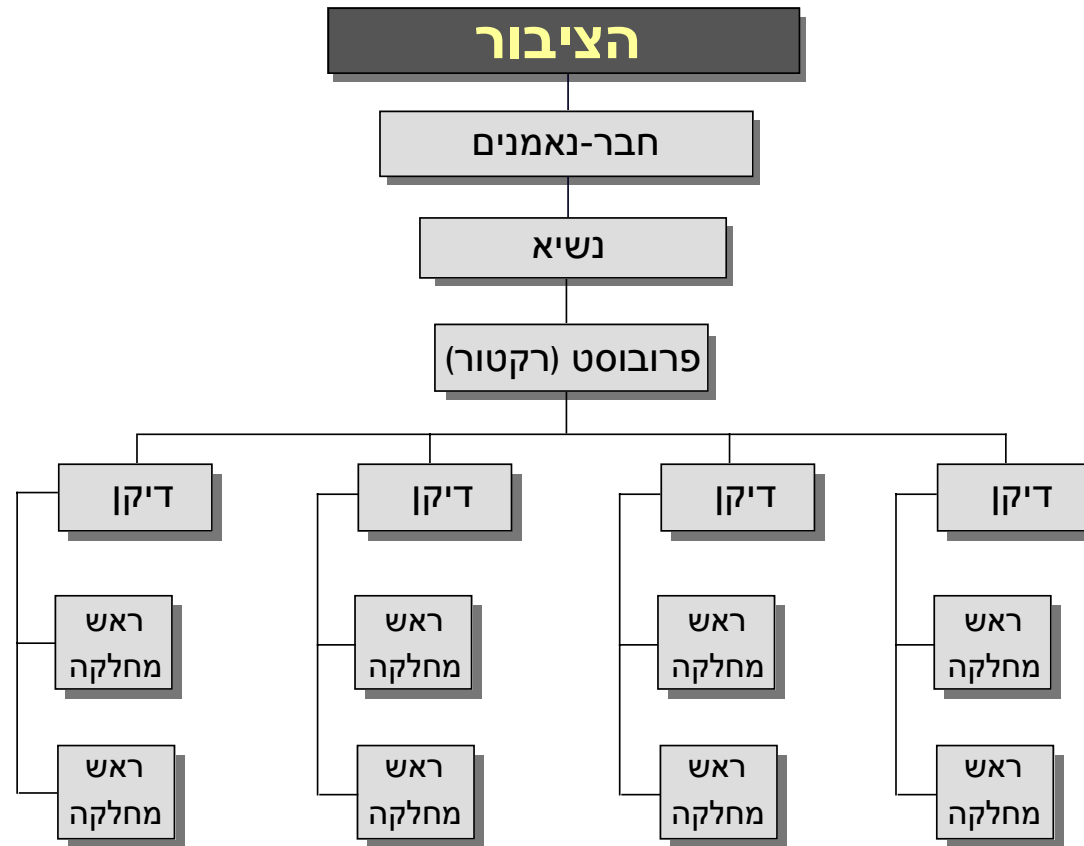 הציבור
חבר-נאמנים
נשיא
פרובוסט (רקטור)
דיקן
דיקן
דיקן
דיקן
ראש
מחלקה
ראש
מחלקה
ראש
מחלקה
ראש
מחלקה
ראש
מחלקה
ראש
מחלקה
ראש
מחלקה
ראש
מחלקה